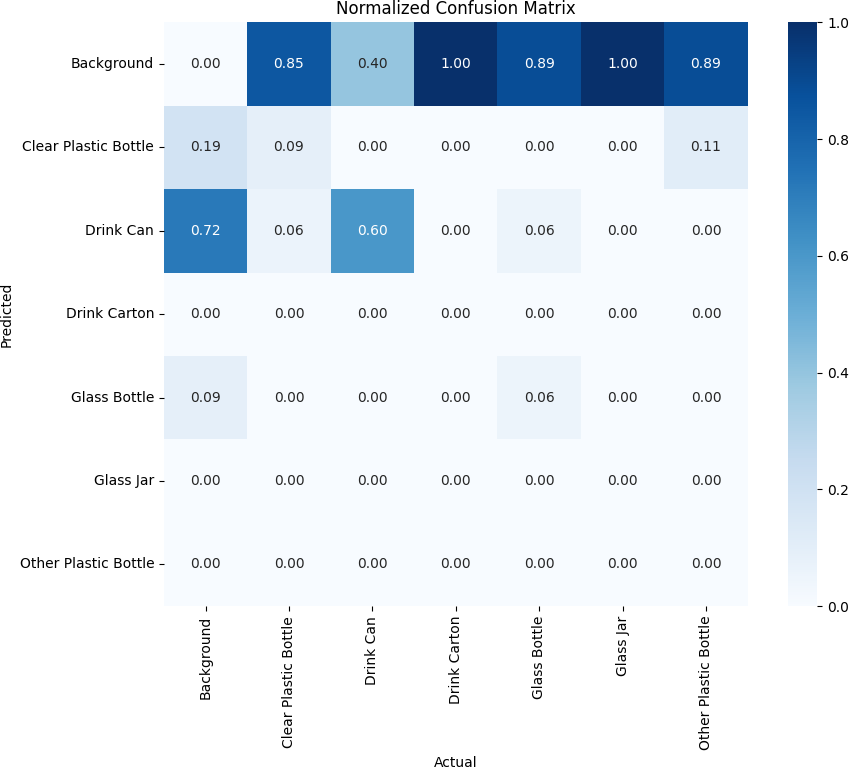 Normalized Confusion Matrix
Background 0.00 0.85 0.40 1.00 0.89 1.00 0.89
Clear Plastic Bottle 0.19 0.09 0.00 0.00 0.00 0.00 0.11
Drink Can 0.72 0.06 0.60 0.00 0.06 0.00 0.00
Drink Carton 0.00 0.00 0.00 0.00 0.00 0.00 0.00
Glass Bottle 0.09 0.00 0.00 0.00 0.06 0.00 0.00
Glass Jar 0.00 0.00 0.00 0.00 0.00 0.00 0.00
Other Plastic Bottle 0.00 0.00 0.00 0.00 0.00 0.00 0.00
Predicted
Background
Clear Plastic Bottle
Drink Can
Drink Carton
Glass Bottle
Glass Jar
Other Plastic Bottle
Actual
1.0
0.8
0.6
0.4
0.2
0.0